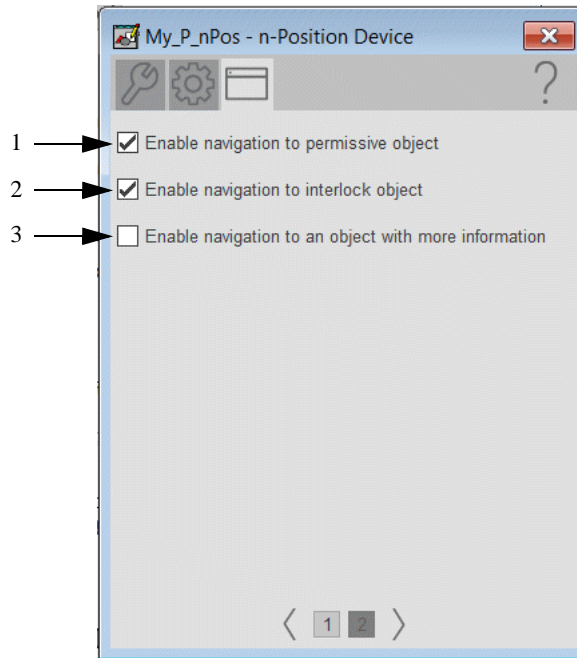 My_P_nPos - n-Position Device
?
1
Enable navigation to permissive object
2
Enable navigation to interlock object
3
Enable navigation to an object with more information
1 2